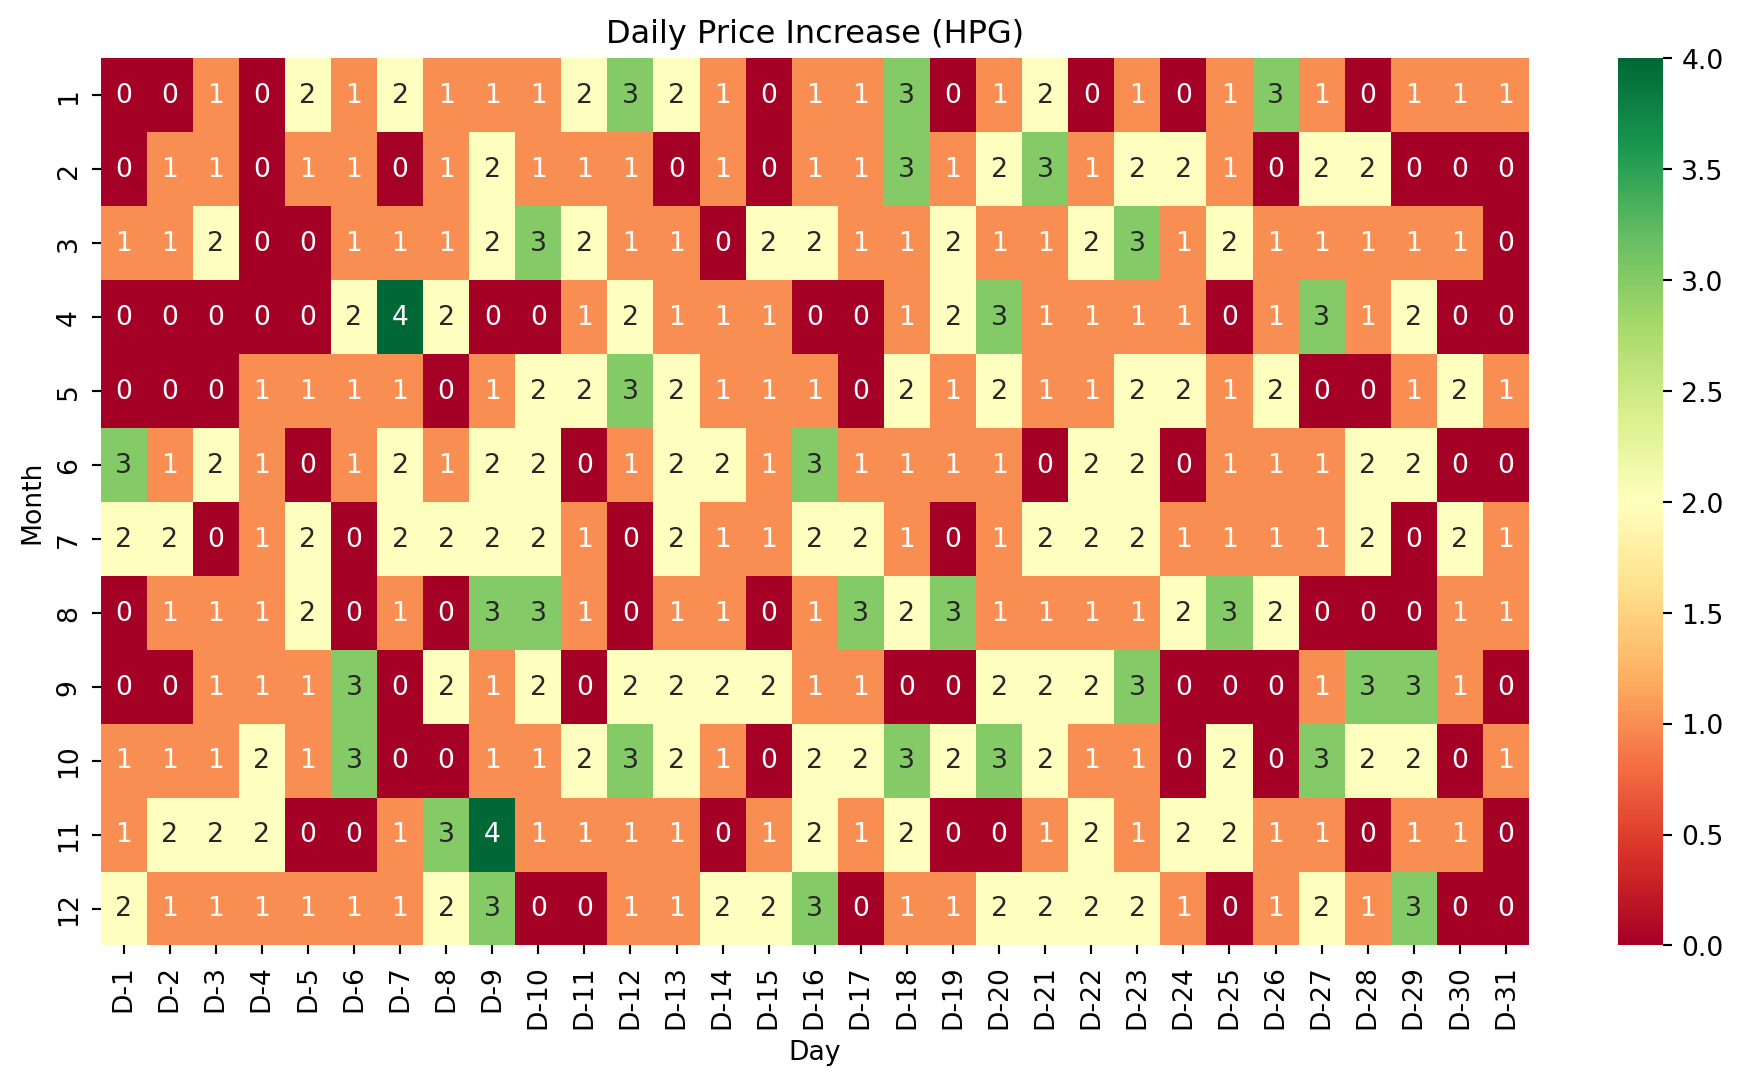 Daily Price Increase (HPG)
1 0 0 1 0 2 1 2 1 1 1 2 3 2 1 0 1 1 3 0 1 2 0 1 0 1 3 1 0 1 1 1
2 0 1 1 0 1 1 0 1 2 1 1 1 0 1 0 1 1 3 1 2 3 1 2 2 1 0 2 2 0 0 0
3 1 1 2 0 0 1 1 1 2 3 2 1 1 0 2 2 1 1 2 1 1 2 3 1 2 1 1 1 1 1 0
4 0 0 0 0 0 2 4 2 0 0 1 2 1 1 1 0 0 1 2 3 1 1 1 1 0 1 3 1 2 0 0
5 0 0 0 1 1 1 1 0 1 2 2 3 2 1 1 1 0 2 1 2 1 1 2 2 1 2 0 0 1 2 1
6 3 1 2 1 0 1 2 1 2 2 0 1 2 2 1 3 1 1 1 1 0 2 2 0 1 1 1 2 2 0 0
7 2 2 0 1 2 0 2 2 2 2 1 0 2 1 1 2 2 1 0 1 2 2 2 1 1 1 1 2 0 2 1
8 0 1 1 1 2 0 1 0 3 3 1 0 1 1 0 1 3 2 3 1 1 1 1 2 3 2 0 0 0 1 1
9 0 0 1 1 1 3 0 2 1 2 0 2 2 2 2 1 1 0 0 2 2 2 3 0 0 0 1 3 3 1 0
10 1 1 1 2 1 3 0 0 1 1 2 3 2 1 0 2 2 3 2 3 2 1 1 0 2 0 3 2 2 0 1
11 1 2 2 2 0 0 1 3 4 1 1 1 1 0 1 2 1 2 0 0 1 2 1 2 2 1 1 0 1 1 0
12 2 1 1 1 1 1 1 2 3 0 0 1 1 2 2 3 0 1 1 2 2 2 2 1 0 1 2 1 3 0 0
Month
D-1 D-2 D-3 D-4 D-5 D-6 D-7 D-8 D-9 D-10 D-11 D-12 D-13 D-14 D-15 D-16 D-17 D-18 D-19 D-20 D-21 D-22 D-23 D-24 D-25 D-26 D-27 D-28 D-29 D-30 D-31
Day
4.0
3.5
3.0
2.5
2.0
1.5
1.0
0.5
0.0